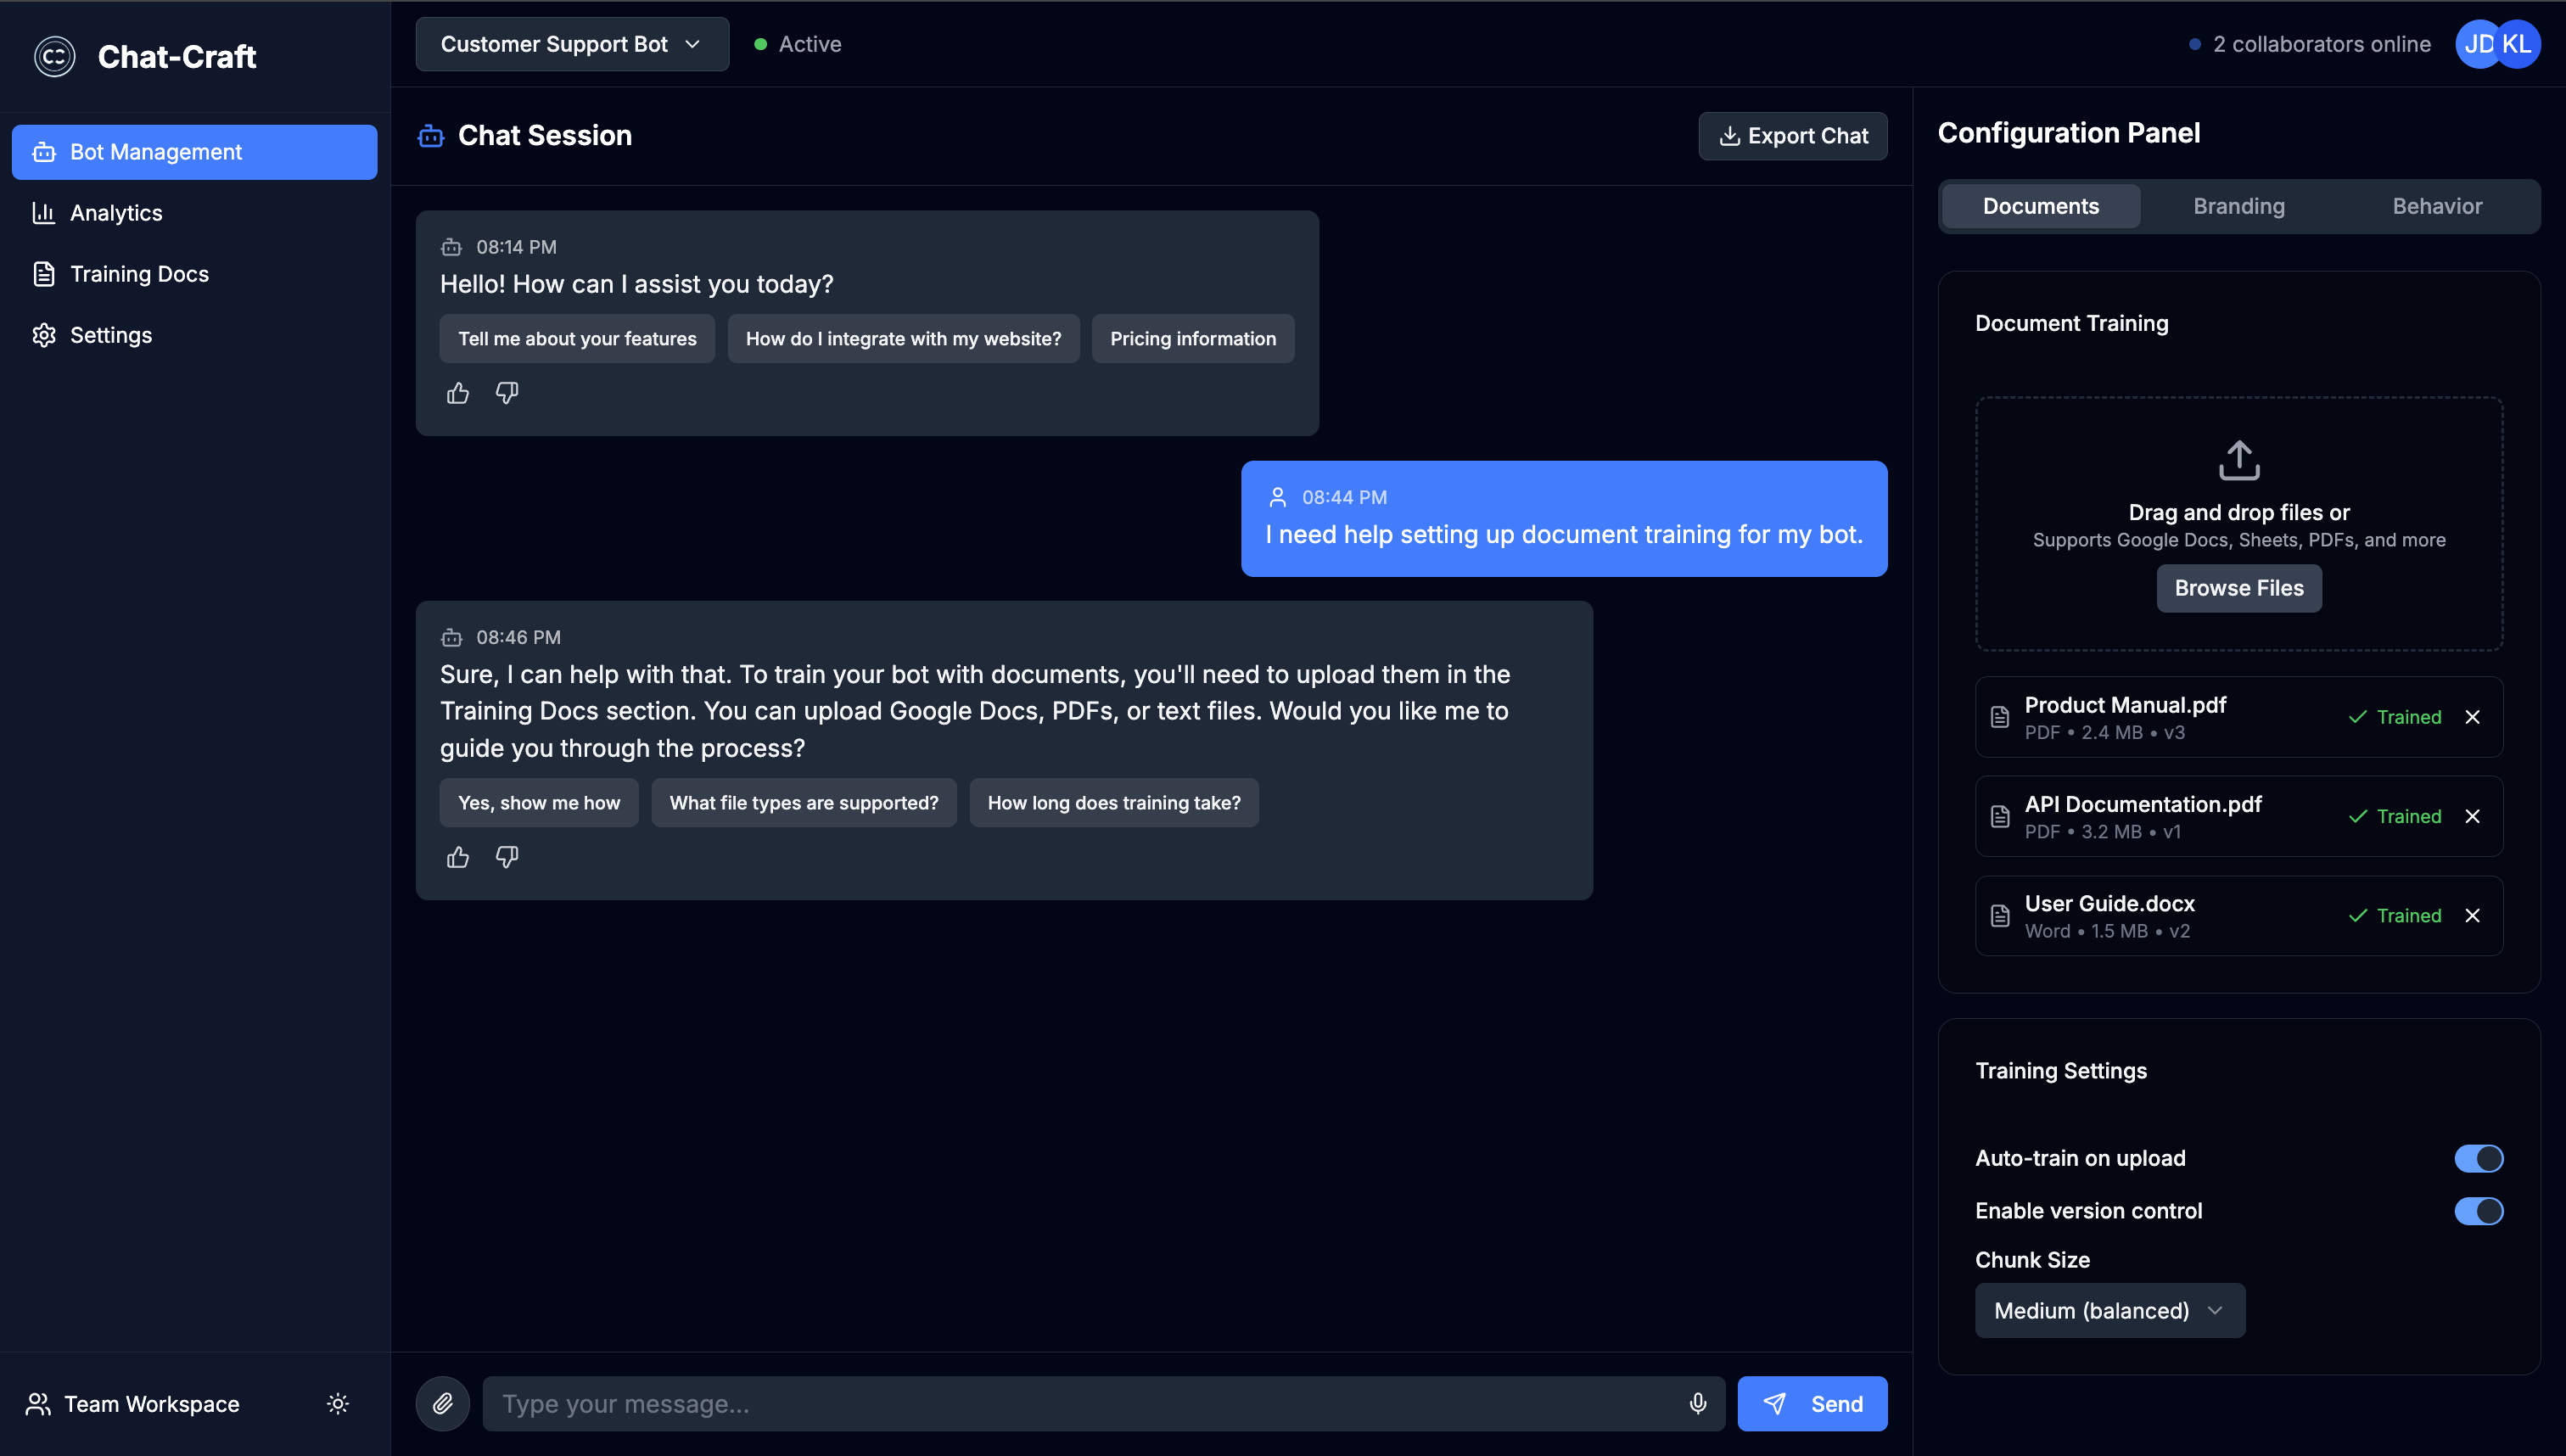 CC
Chat-Craft
Bot Management
Analytics
Training Docs
Settings
Team Workspace
Customer Support Bot
Active
2 collaborators online
JD KL
Chat Session
Export Chat
08:14 PM
Hello! How can I assist you today?
Tell me about your features
How do I integrate with my website?
Pricing information
08:44 PM
I need help setting up document training for my bot.
08:46 PM
Sure, I can help with that. To train your bot with documents, you'll need to upload them in the
Training Docs section. You can upload Google Docs, PDFs, or text files. Would you like me to
guide you through the process?
Yes, show me how
What file types are supported?
How long does training take?
Type your message...
Send
Configuration Panel
Documents
Branding
Behavior
Document Training
Drag and drop files or
Supports Google Docs, Sheets, PDFs, and more
Browse Files
Product Manual.pdf
PDF • 2.4 MB • v3
Trained
API Documentation.pdf
PDF • 3.2 MB • v1
Trained
User Guide.docx
Word • 1.5 MB • v2
Trained
Training Settings
Auto-train on upload
Enable version control
Chunk Size
Medium (balanced)